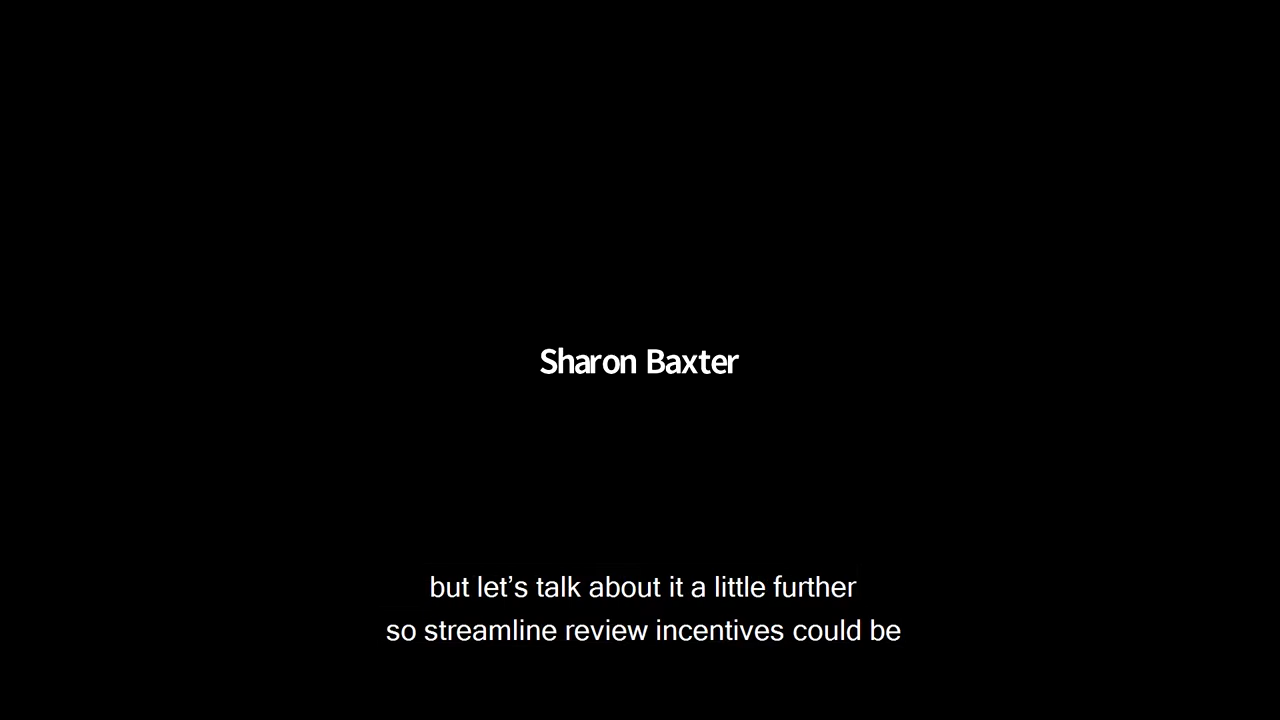 Sharon Baxter
but let’s talk about it a little further
so streamline review incentives could be